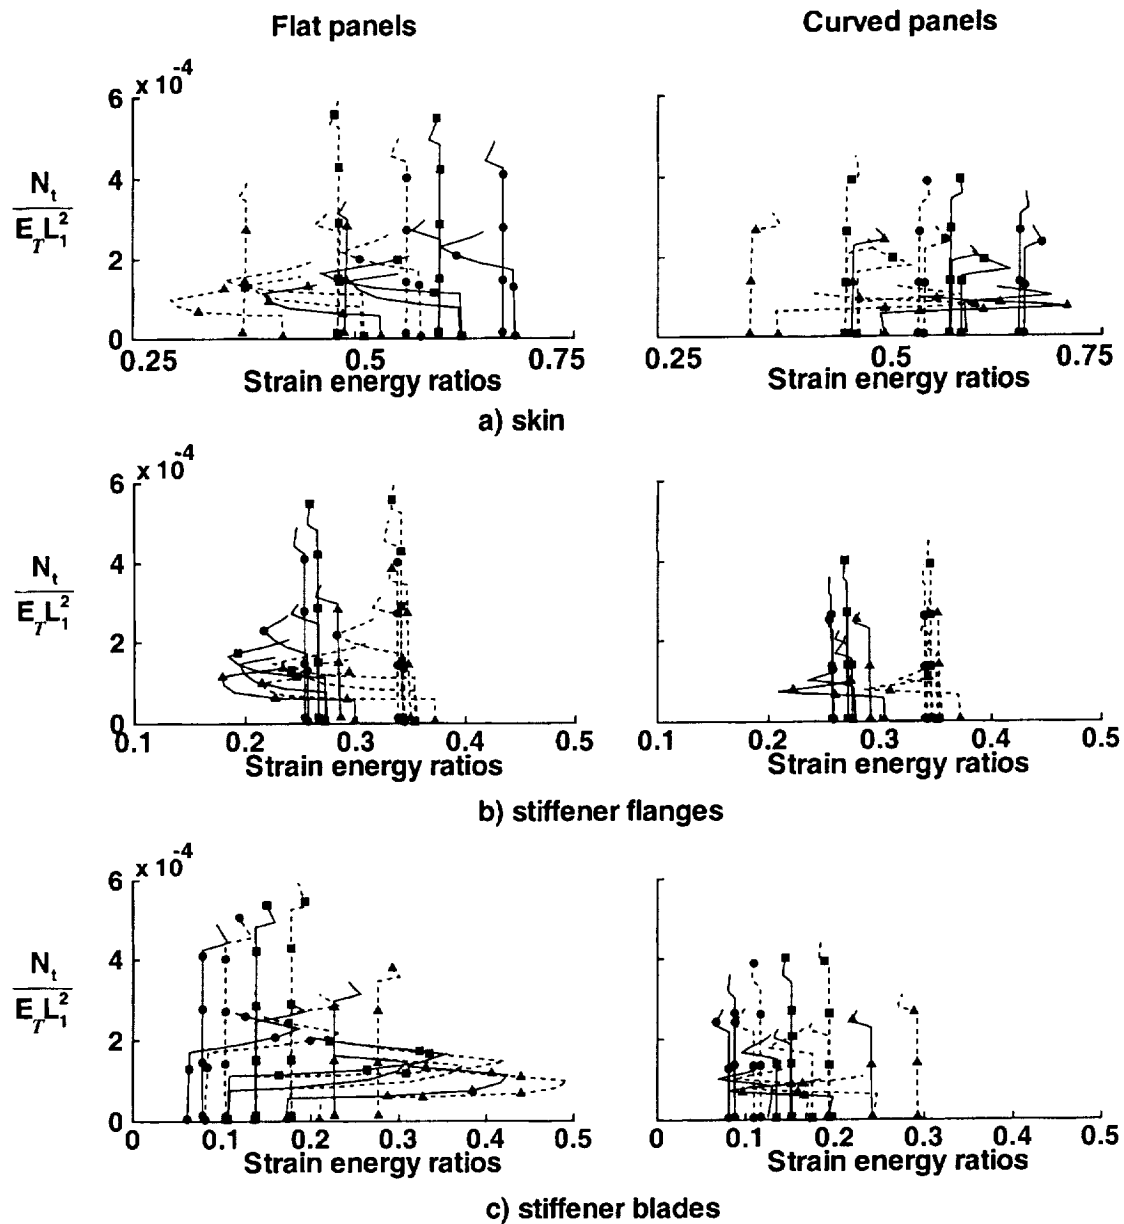 Flat panels
Curved panels
x 10^-4
6
4
2
0
N_t
E_T L_1^2
0.25
0.5
0.75
0.25
0.5
0.75
Strain energy ratios
Strain energy ratios
a) skin
x 10^-4
6
4
2
0
N_t
E_T L_1^2
0.1
0.2
0.3
0.4
0.5
0.1
0.2
0.3
0.4
0.5
Strain energy ratios
Strain energy ratios
b) stiffener flanges
x 10^-4
6
4
2
0
N_t
E_T L_1^2
0
0.1
0.2
0.3
0.4
0.5
0
0.1
0.2
0.3
0.4
0.5
Strain energy ratios
Strain energy ratios
c) stiffener blades